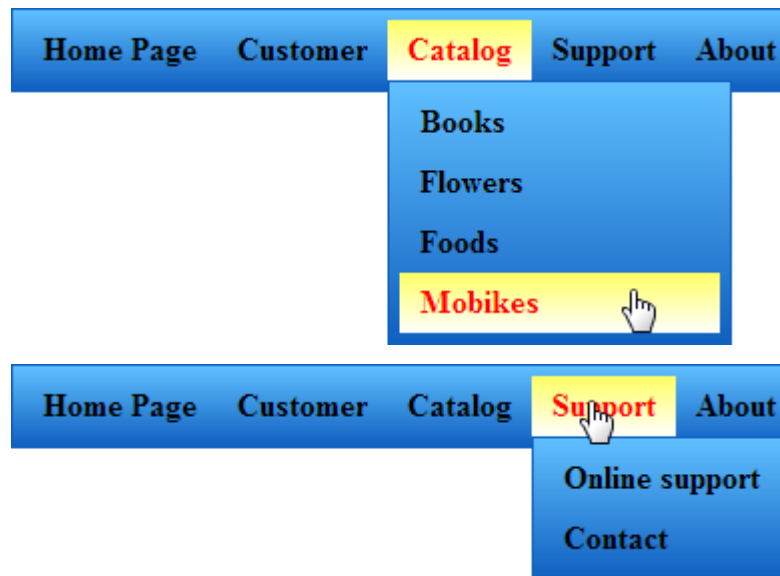 Home Page Customer Catalog Support About
Books
Flowers
Foods
Mobikes
Home Page Customer Catalog Support About
Online support
Contact